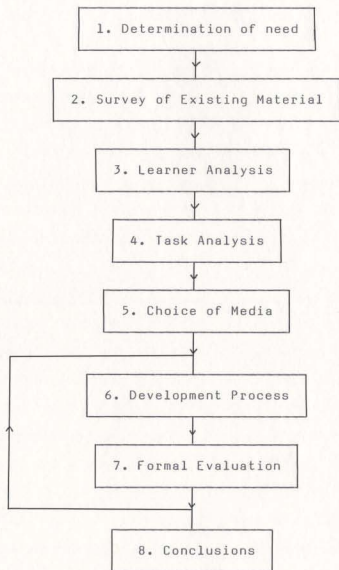 1. Determination of need
2. Survey of Existing Material
3. Learner Analysis
4. Task Analysis
5. Choice of Media
6. Development Process
7. Formal Evaluation
8. Conclusions